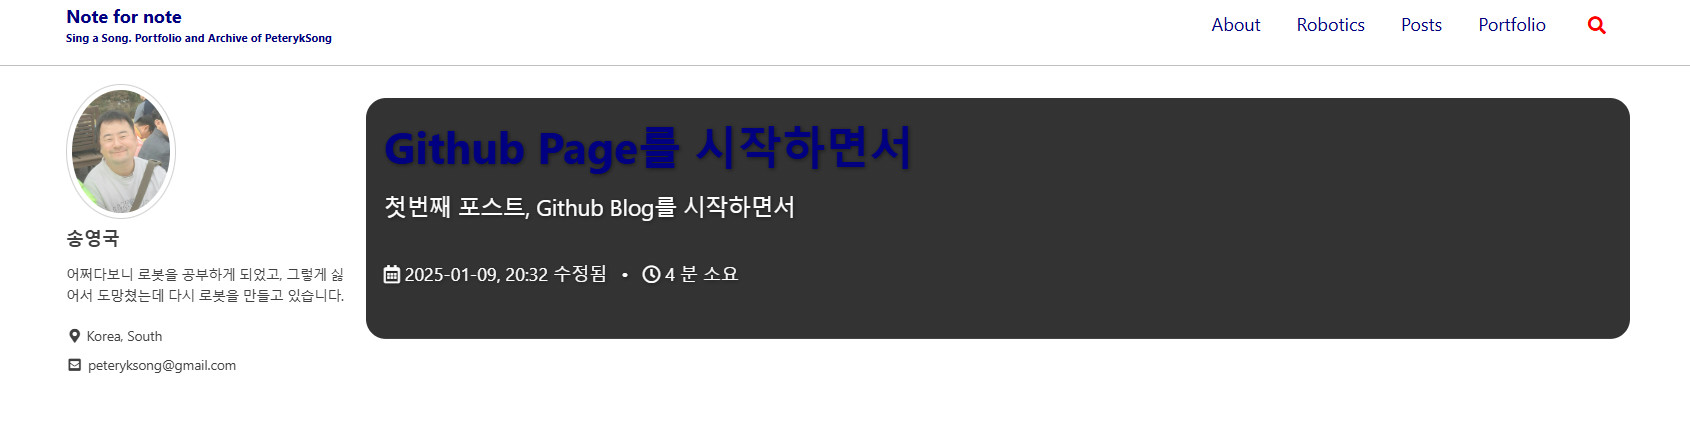 Note for note
Sing a Song. Portfolio and Archive of PeterykSong
About Robotics Posts Portfolio
송영국
어쩌다보니 로봇을 공부하게 되었고, 그렇게 싫
어서 도망쳤는데 다시 로봇을 만들고 있습니다.
Korea, South
peteryksong@gmail.com
Github Page를 시작하면서
첫번째 포스트, Github Blog를 시작하면서
2025-01-09, 20:32 수정됨 • 4 분 소요